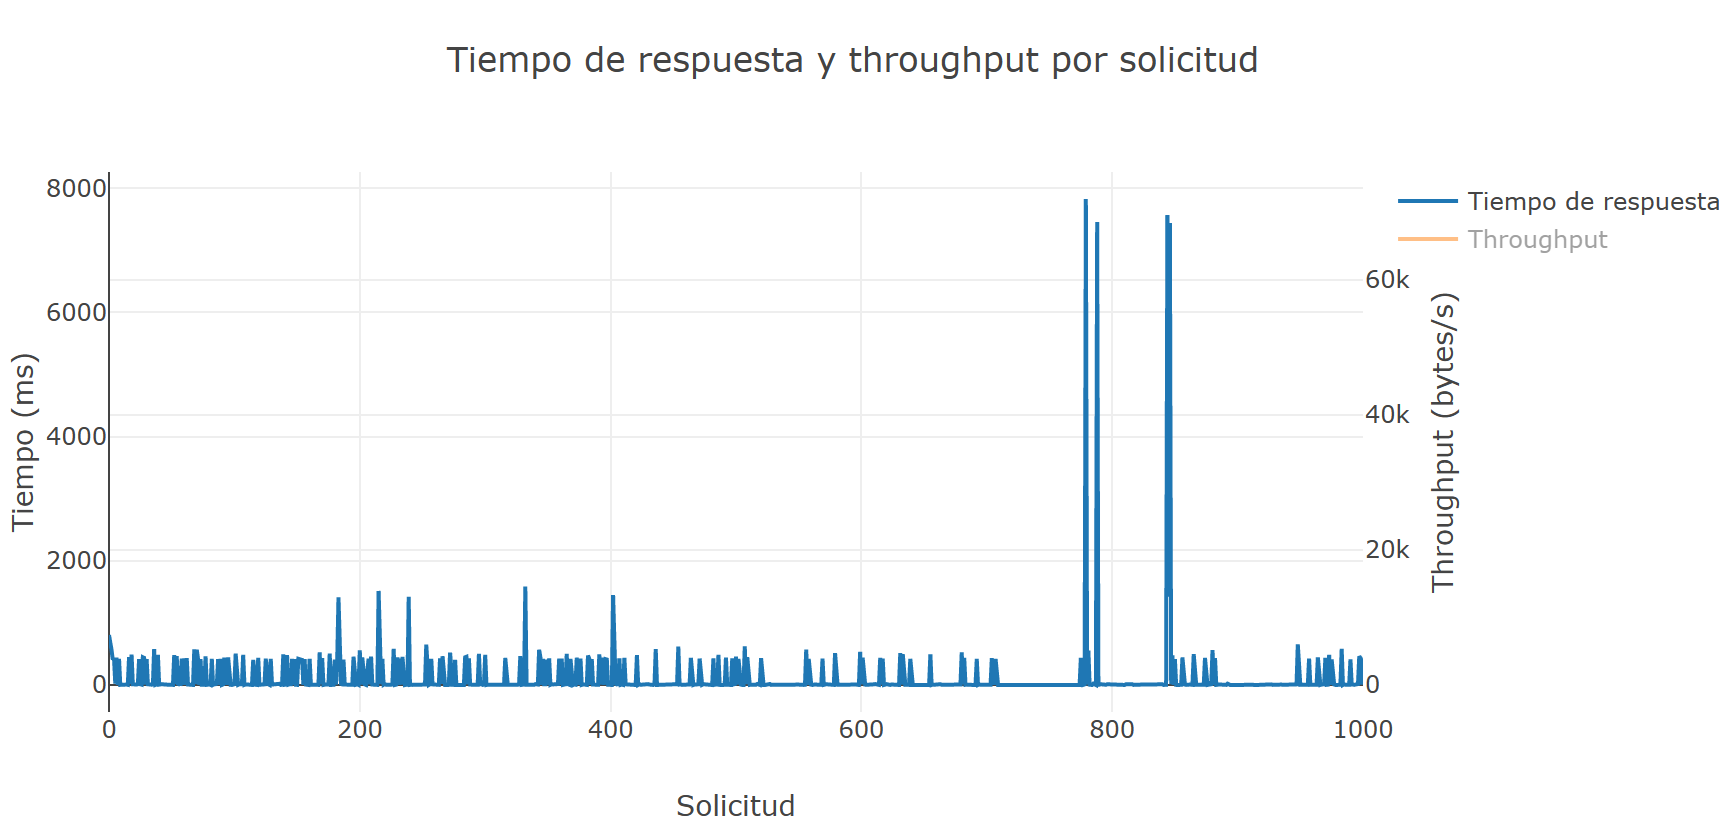 Tiempo de respuesta y throughput por solicitud
8000
6000
4000
2000
0
Tiempo (ms)
0
200
400
600
800
1000
Solicitud
60k
40k
20k
0
Throughput (bytes/s)
Tiempo de respuesta
Throughput